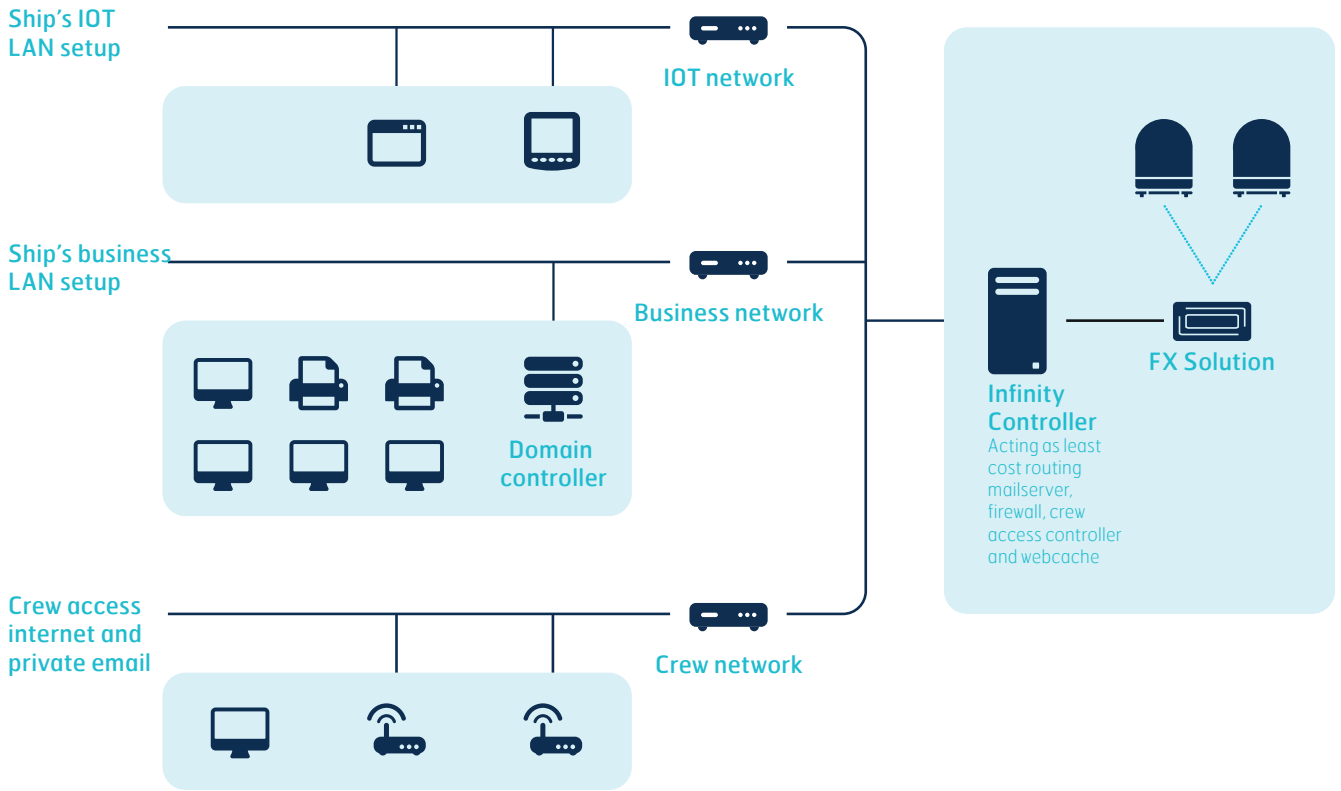 Ship's IOT
LAN setup
IOT network
Ship's business
LAN setup
Business network
Domain
controller
FX Solution
Infinity
Controller
Acting as least
cost routing
mailserver,
firewall, crew
access controller
and webcache
Crew access
internet and
private email
Crew network